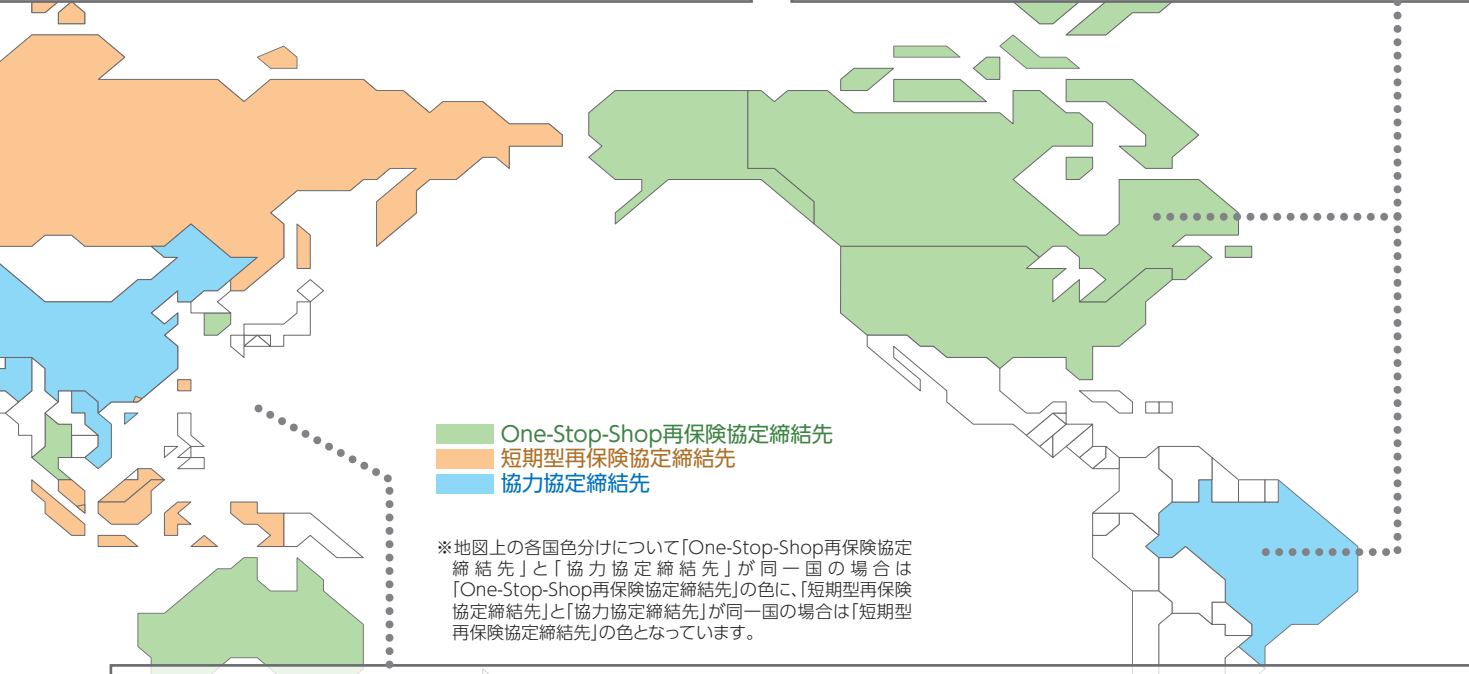 One-Stop-Shop再保険協定締結先
短期型再保険協定締結先
協力協定締結先
※地図上の各国色分けについて「One-Stop-Shop再保険協定
締結先」と「協力協定締結先」が同一国の場合は
「One-Stop-Shop再保険協定締結先」の色に、「短期型再保険
協定締結先」と「協力協定締結先」が同一国の場合は「短期型
再保険協定締結先」の色となっています。